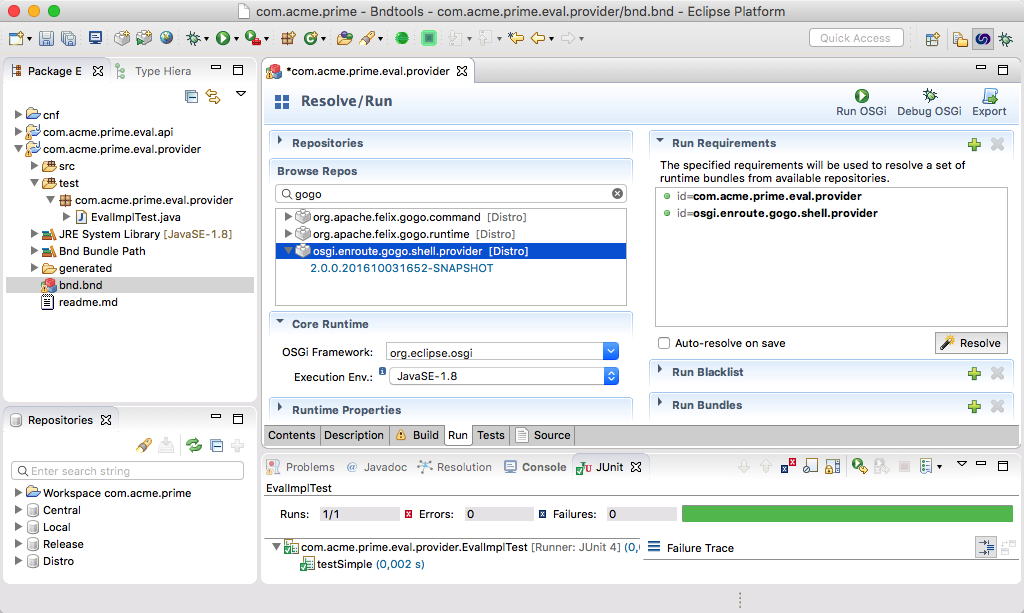 com.acme.prime - Bndtools - com.acme.prime.eval.provider/bnd.bnd - Eclipse Platform
Quick Access
Package E
Type Hiera
cnf
com.acme.prime.eval.api
com.acme.prime.eval.provider
src
test
com.acme.prime.eval.provider
EvalImplTest.java
JRE System Library [JavaSE-1.8]
Bnd Bundle Path
generated
bnd.bnd
readme.md
Repositories
Enter search string
Workspace com.acme.prime
Central
Local
Release
Distro
*com.acme.prime.eval.provider
Resolve/Run
Run OSGi
Debug OSGi
Export
Repositories
Browse Repos
gogo
org.apache.felix.gogo.command [Distro]
org.apache.felix.gogo.runtime [Distro]
osgi.enroute.gogo.shell.provider [Distro]
2.0.0.201610031652-SNAPSHOT
Core Runtime
OSGi Framework: org.eclipse.osgi
Execution Env.: JavaSE-1.8
Runtime Properties
Run Requirements
The specified requirements will be used to resolve a set of
runtime bundles from available repositories.
id=com.acme.prime.eval.provider
id=osgi.enroute.gogo.shell.provider
Auto-resolve on save
Resolve
Run Blacklist
Run Bundles
Contents Description Build Run Tests Source
Problems @ Javadoc Resolution Console JUnit
EvalImplTest
Runs: 1/1 Errors: 0 Failures: 0
com.acme.prime.eval.provider.EvalImplTest [Runner: JUnit 4] (0,
testSimple (0,002 s)
Failure Trace